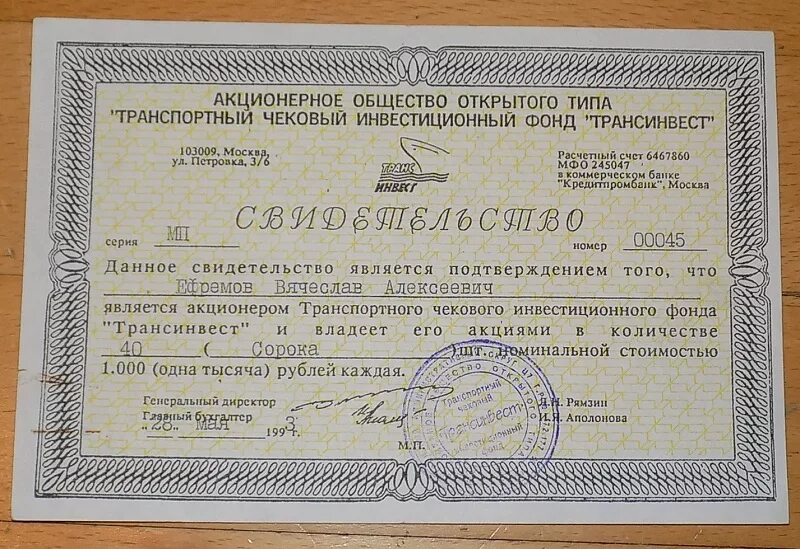 АКЦИОНЕРНОЕ ОБЩЕСТВО ОТКРЫТОГО ТИПА
"ТРАНСПОРТНЫЙ ЧЕКОВЫЙ ИНВЕСТИЦИОННЫЙ ФОНД "ТРАНСИНВЕСТ"
103009, Москва,
ул. Петровка, 3/6
ТРАНС
ИНВЕСТ
Расчетный счет 6467860
МФО 245047
в коммерческом банке
"Кредитпромбанк", Москва
СВИДЕТЕЛЬСТВО
серия МП номер 00045
Данное свидетельство является подтверждением того, что
Ефремов Вячеслав Алексеевич
является акционером Транспортного чекового инвестиционного фонда
"Трансинвест" и владеет его акциями в количестве
40 ( Сорока ) шт. номинальной стоимостью
1.000 (одна тысяча) рублей каждая.
Генеральный директор Я.Н. Рямзин
Главный бухгалтер И.Я. Аполонова
"28" мая 1993г.
М.П.
Транспортный
чековый
"Трансинвест"
инвестиционный
фонд